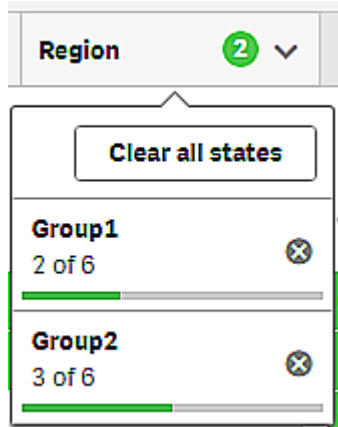 Region 2
Clear all states
Group1
2 of 6
Group2
3 of 6